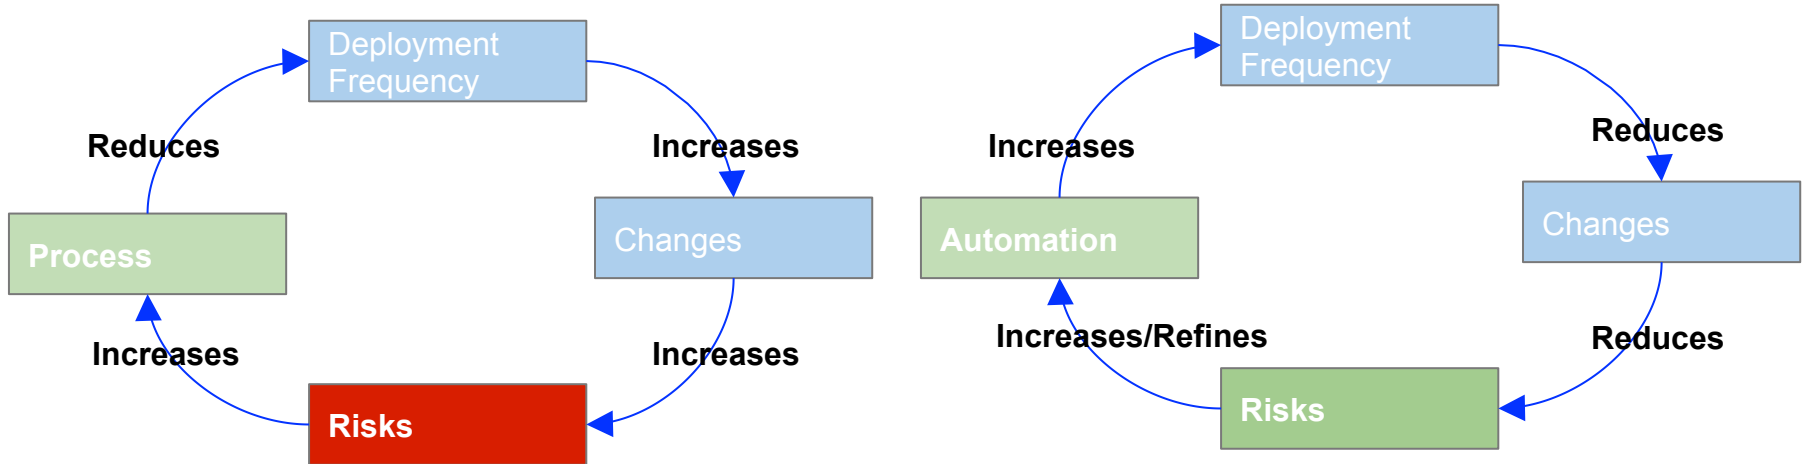 Deployment
Frequency
Reduces
Increases
Process
Changes
Increases
Increases
Risks
Deployment
Frequency
Increases
Reduces
Automation
Changes
Increases/Refines
Reduces
Risks